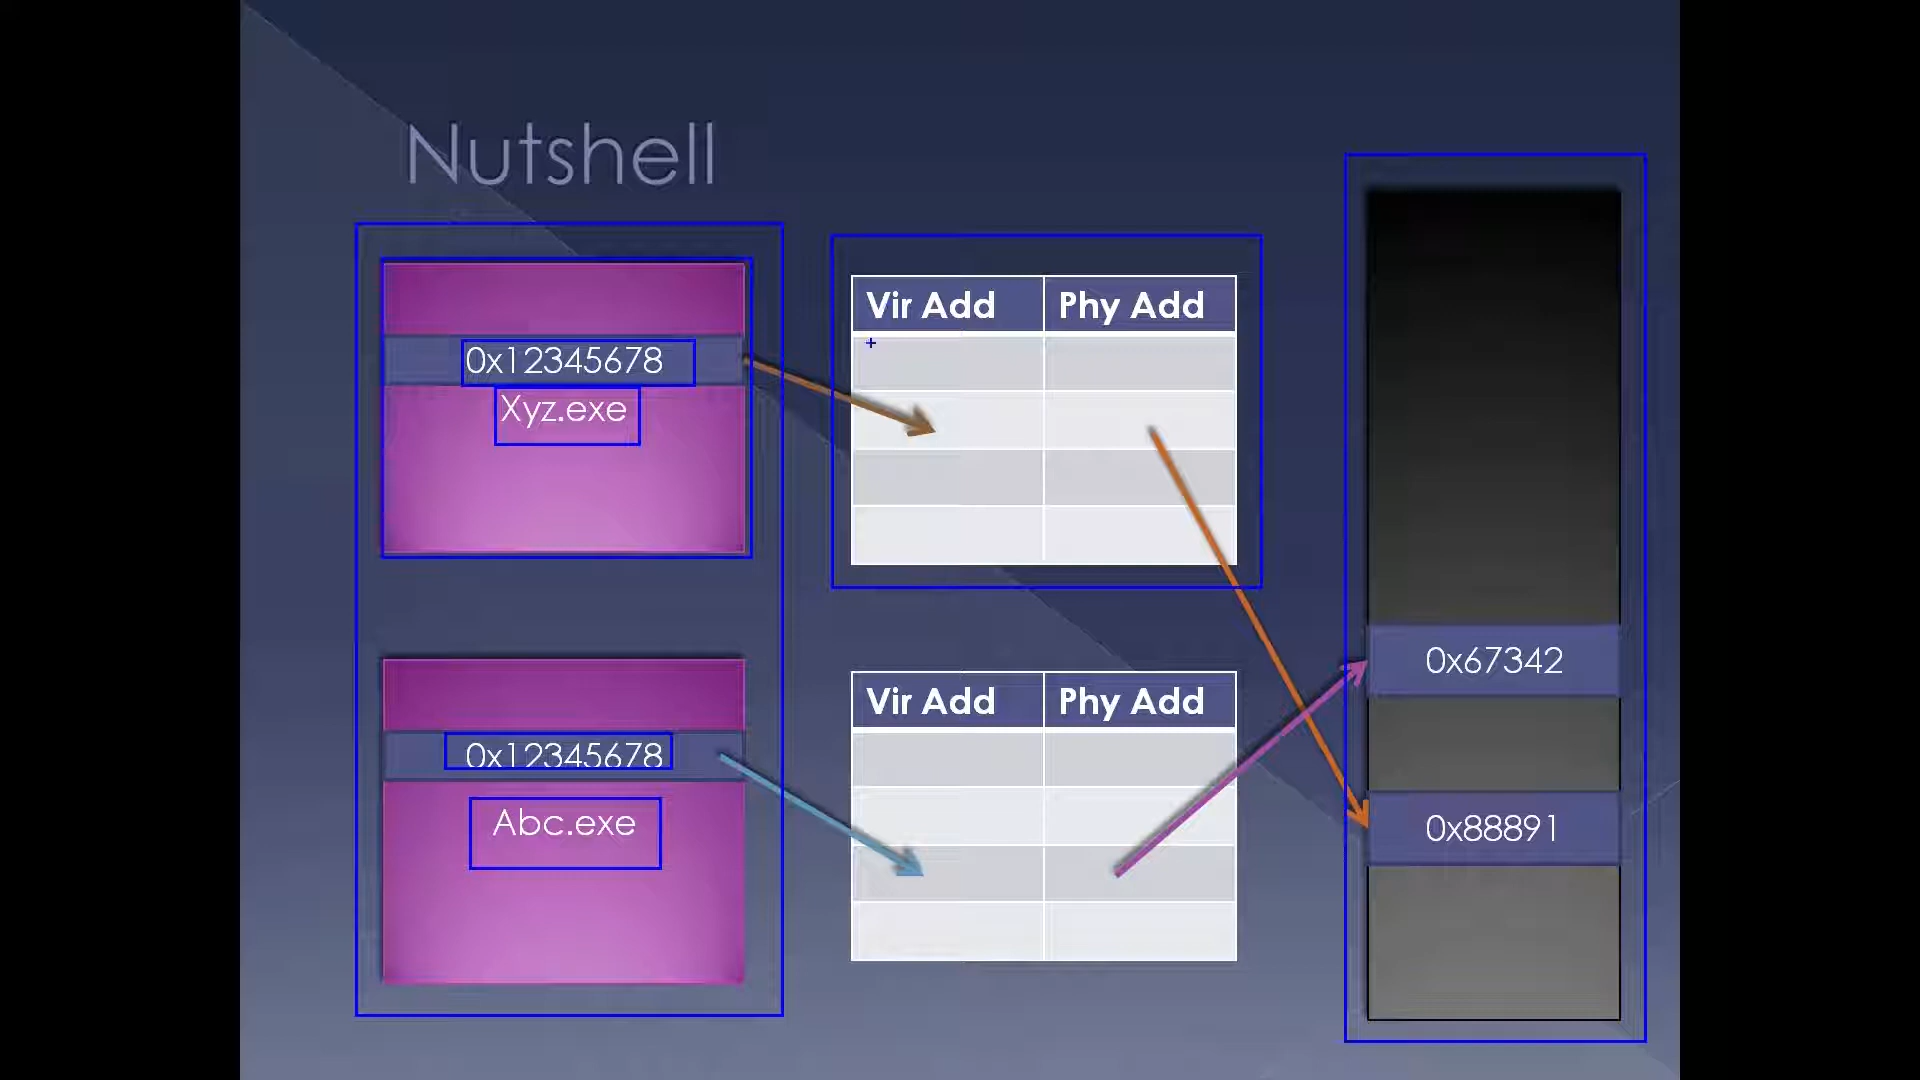 Nutshell
0x12345678
Xyz.exe
Vir Add Phy Add
0x12345678
Abc.exe
Vir Add Phy Add
0x67342
0x88891